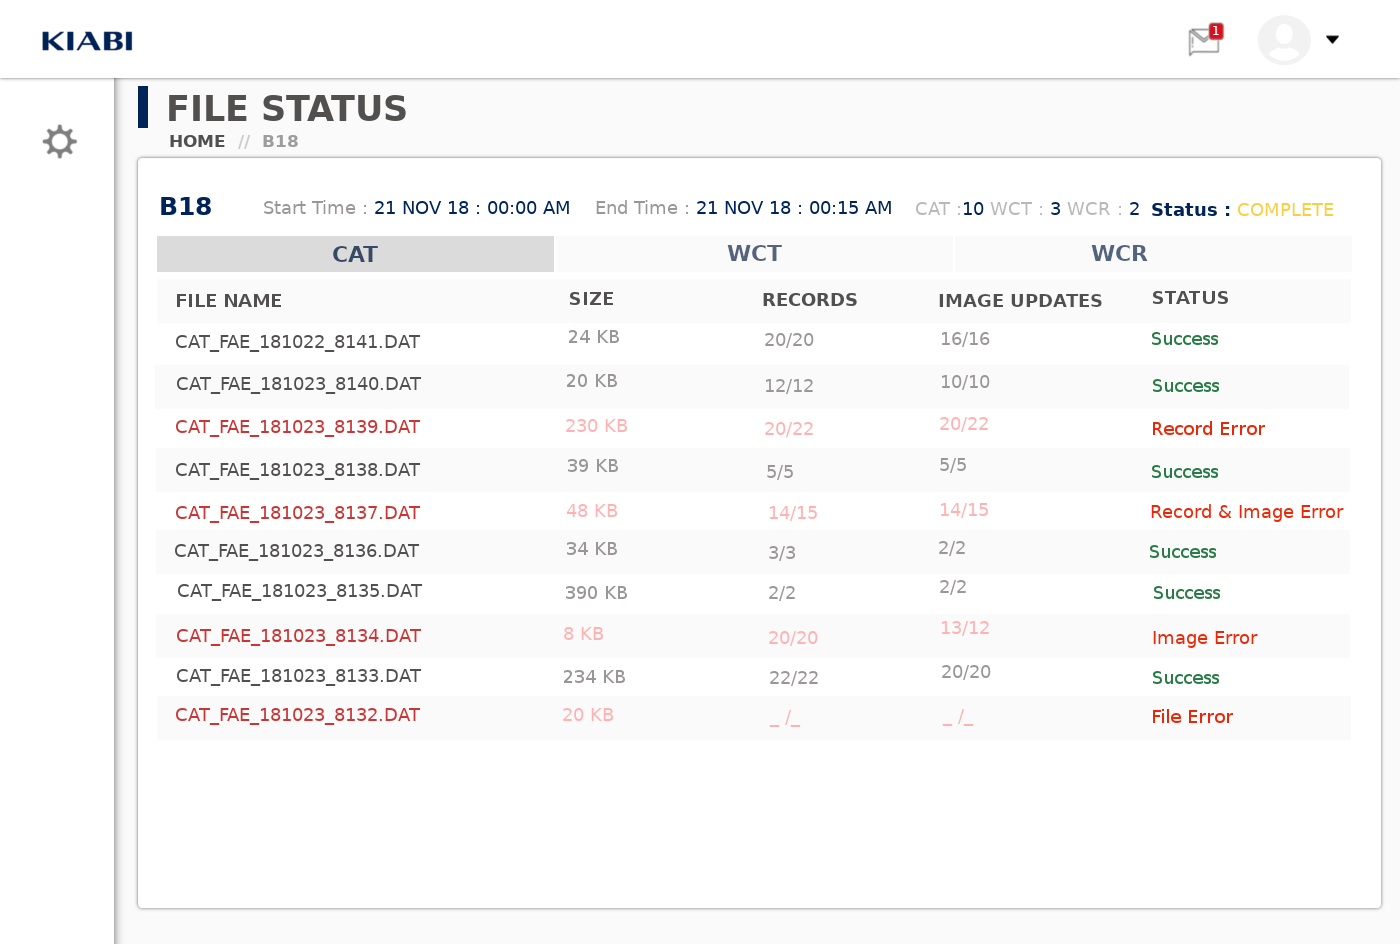 KIABI
1
FILE STATUS
HOME // B18
B18 Start Time : 21 NOV 18 : 00:00 AM End Time : 21 NOV 18 : 00:15 AM CAT :10 WCT : 3 WCR : 2 Status : COMPLETE
CAT WCT WCR
FILE NAME SIZE RECORDS IMAGE UPDATES STATUS
CAT_FAE_181022_8141.DAT 24 KB 20/20 16/16 Success
CAT_FAE_181023_8140.DAT 20 KB 12/12 10/10 Success
CAT_FAE_181023_8139.DAT 230 KB 20/22 20/22 Record Error
CAT_FAE_181023_8138.DAT 39 KB 5/5 5/5 Success
CAT_FAE_181023_8137.DAT 48 KB 14/15 14/15 Record & Image Error
CAT_FAE_181023_8136.DAT 34 KB 3/3 2/2 Success
CAT_FAE_181023_8135.DAT 390 KB 2/2 2/2 Success
CAT_FAE_181023_8134.DAT 8 KB 20/20 13/12 Image Error
CAT_FAE_181023_8133.DAT 234 KB 22/22 20/20 Success
CAT_FAE_181023_8132.DAT 20 KB _ /_ _ /_ File Error